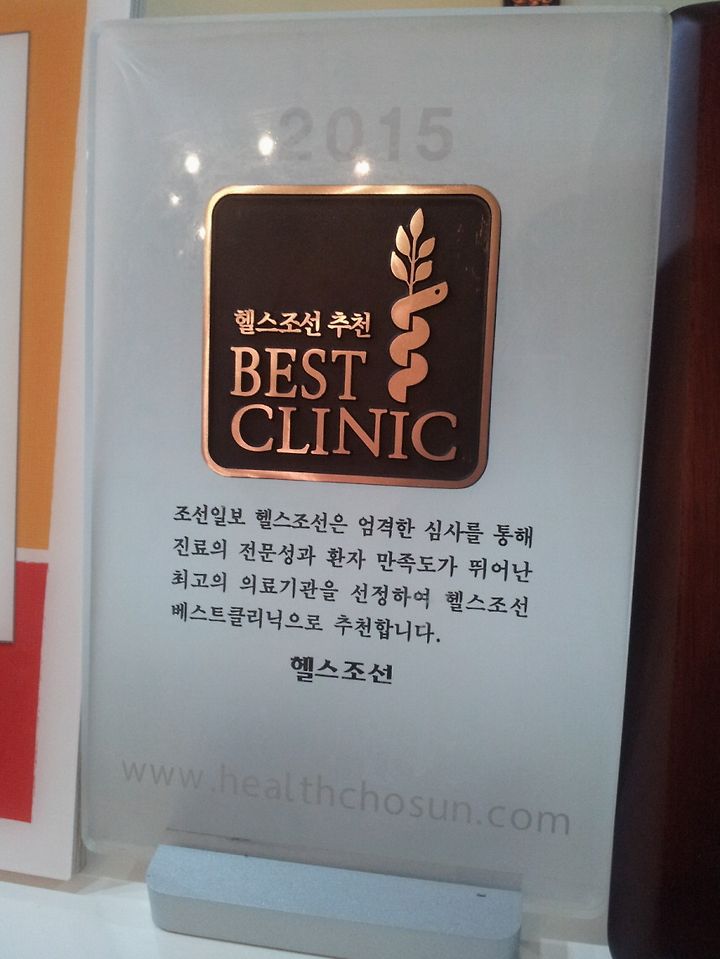 2015
헬스조선 추천
BEST
CLINIC
조선일보 헬스조선은 엄격한 심사를 통해
진료의 전문성과 환자 만족도가 뛰어난
최고의 의료기관을 선정하여 헬스조선
베스트클리닉으로 추천합니다.
헬스조선
www.healthchosun.com